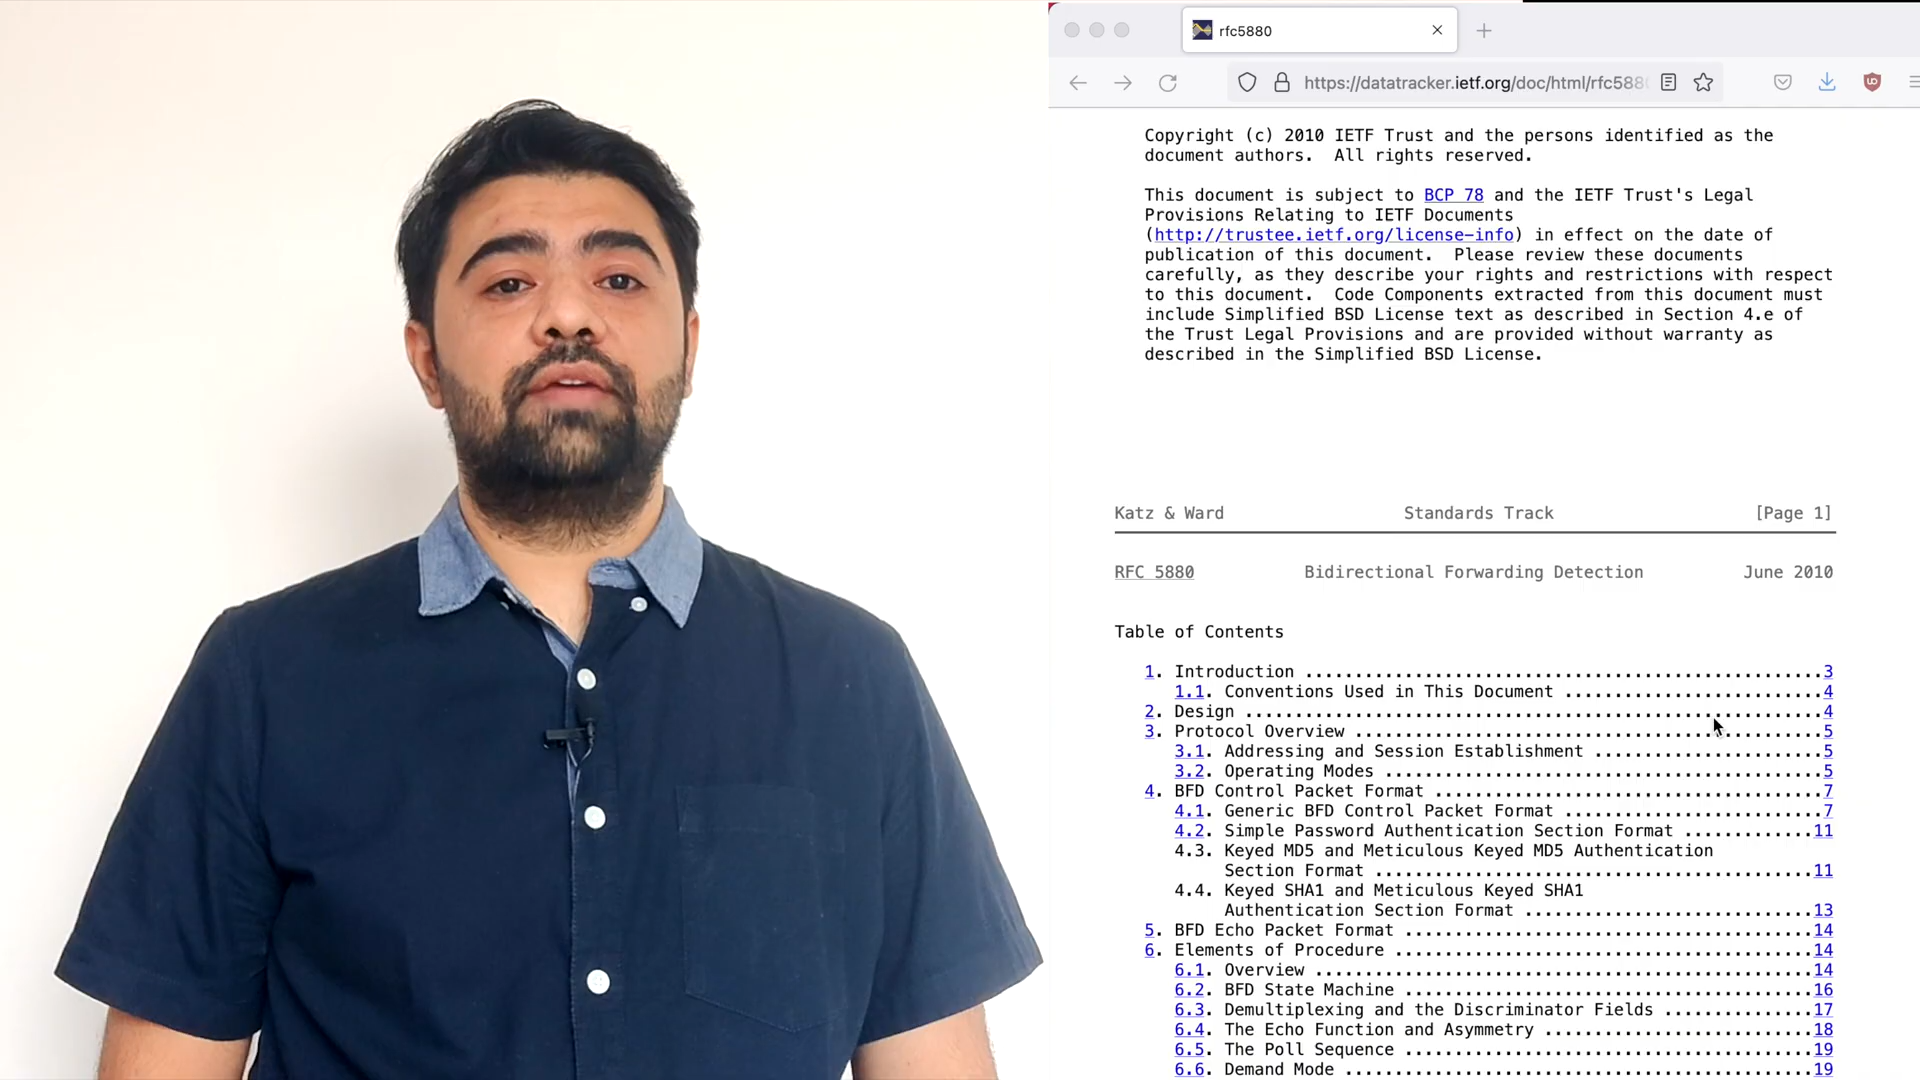 rfc5880
https://datatracker.ietf.org/doc/html/rfc588
Copyright (c) 2010 IETF Trust and the persons identified as the
document authors. All rights reserved.
This document is subject to BCP 78 and the IETF Trust's Legal
Provisions Relating to IETF Documents
(http://trustee.ietf.org/license-info) in effect on the date of
publication of this document. Please review these documents
carefully, as they describe your rights and restrictions with respect
to this document. Code Components extracted from this document must
include Simplified BSD License text as described in Section 4.e of
the Trust Legal Provisions and are provided without warranty as
described in the Simplified BSD License.
Katz & Ward Standards Track [Page 1]
RFC 5880 Bidirectional Forwarding Detection June 2010
Table of Contents
1. Introduction ....................................................3
1.1. Conventions Used in This Document ..........................4
2. Design ..........................................................4
3. Protocol Overview ...............................................5
3.1. Addressing and Session Establishment .......................5
3.2. Operating Modes ............................................5
4. BFD Control Packet Format .......................................7
4.1. Generic BFD Control Packet Format ..........................7
4.2. Simple Password Authentication Section Format .............11
4.3. Keyed MD5 and Meticulous Keyed MD5 Authentication
Section Format .............................................11
4.4. Keyed SHA1 and Meticulous Keyed SHA1
Authentication Section Format .............................13
5. BFD Echo Packet Format .........................................14
6. Elements of Procedure ..........................................14
6.1. Overview ..................................................14
6.2. BFD State Machine .........................................16
6.3. Demultiplexing and the Discriminator Fields ...............17
6.4. The Echo Function and Asymmetry ...........................18
6.5. The Poll Sequence .........................................19
6.6. Demand Mode ...............................................19